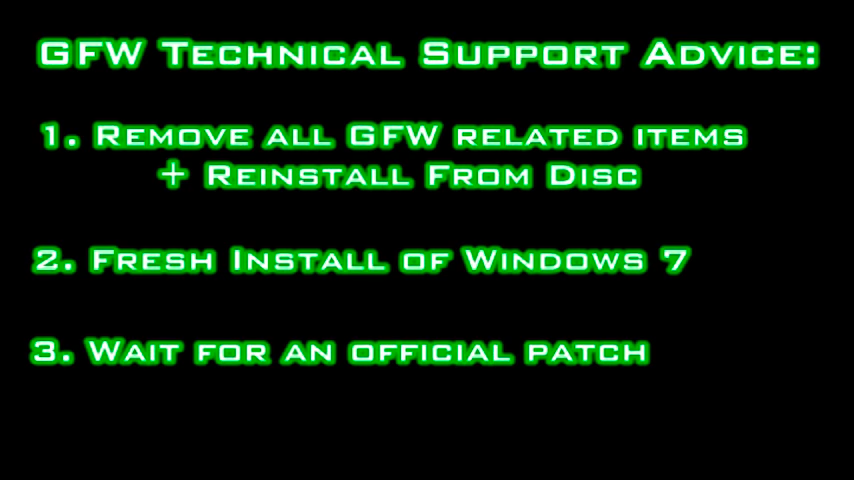 GFW Technical Support Advice:
1. Remove all GFW related items
+ Reinstall From Disc
2. Fresh Install of Windows 7
3. Wait for an official patch